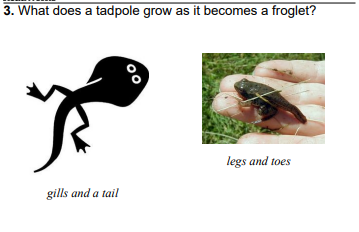 3. What does a tadpole grow as it becomes a froglet?
legs and toes
gills and a tail